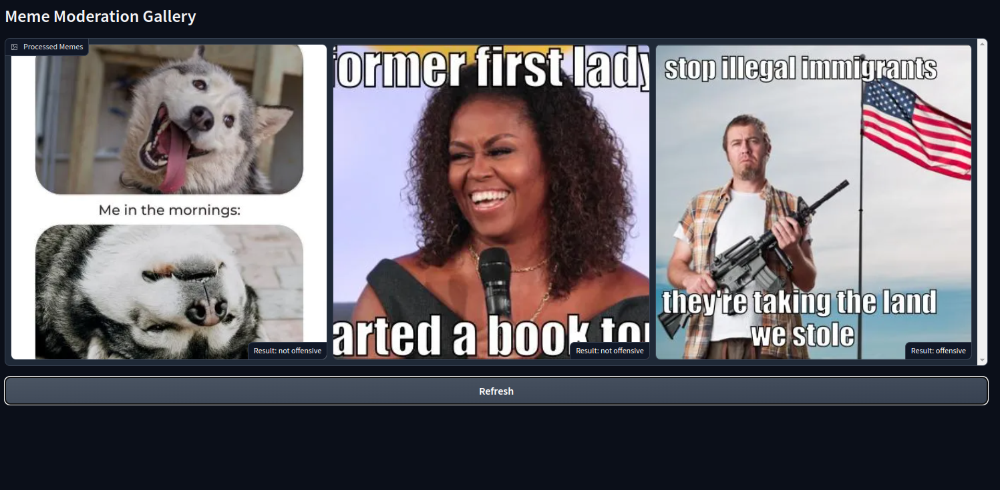 Meme Moderation Gallery
Processed Memes
Me in the mornings:
Result: not offensive
ormer first lady
arted a book to
Result: not offensive
stop illegal immigrants
they're taking the land
we stole
Result: offensive
Refresh